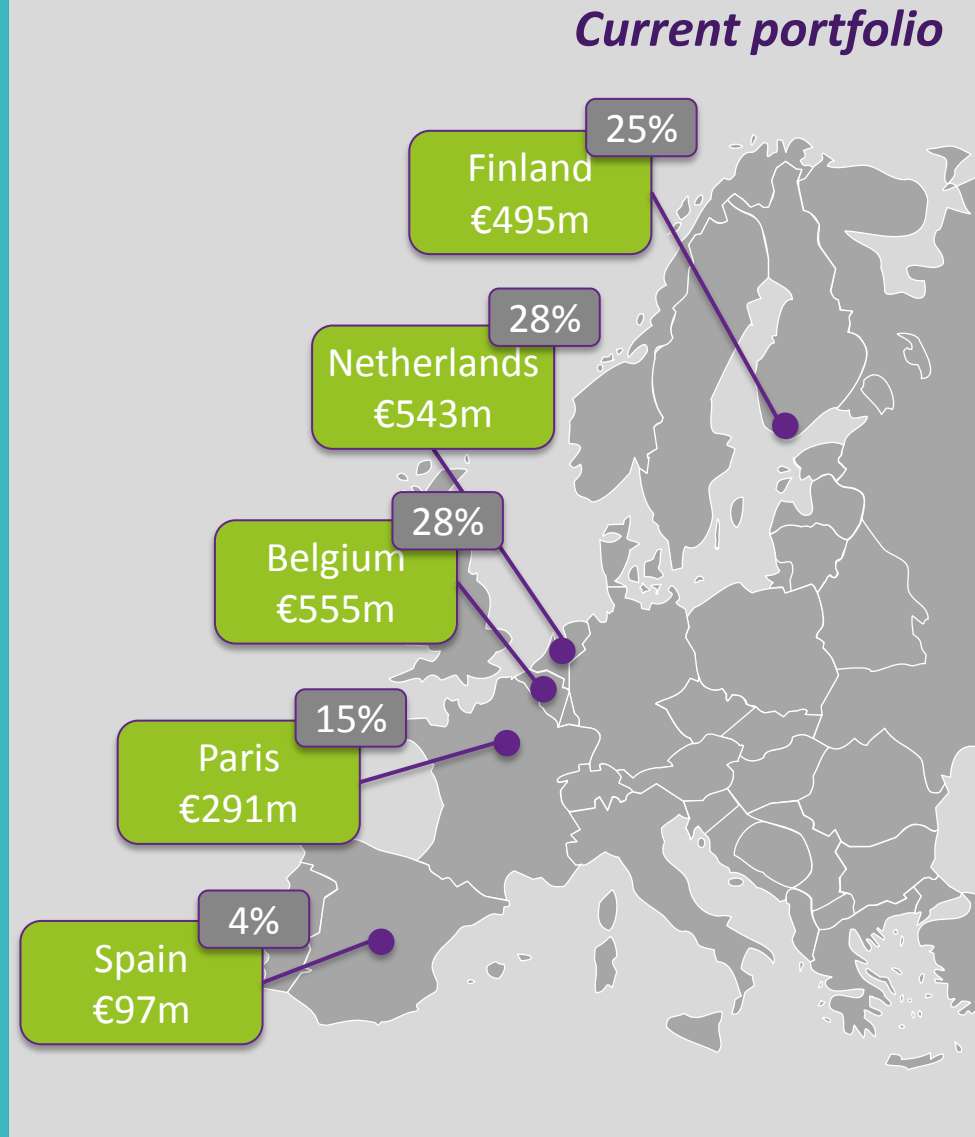 Current portfolio
25%
Finland
€495m
28%
Netherlands
€543m
28%
Belgium
€555m
15%
Paris
€291m
4%
Spain
€97m